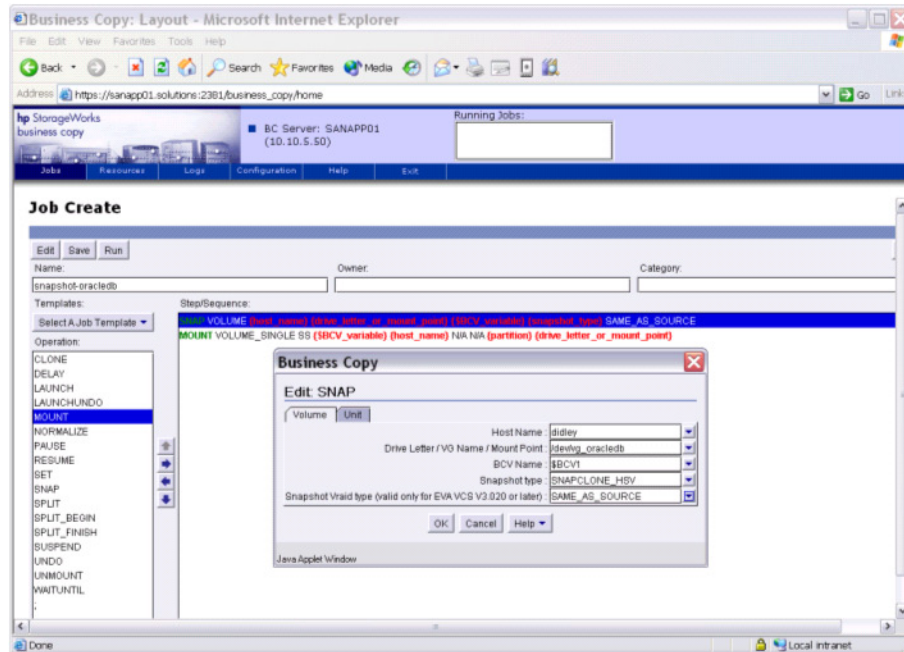 Business Copy: Layout - Microsoft Internet Explorer
File Edit View Favorites Tools Help
Back Search Favorites Media
Address https://sanapp01.solutions:2381/business_copy/home Go Links
hp StorageWorks
business copy
BC Server: SANAPP01
(10.10.5.50)
Running Jobs:
Jobs Resources Logs Configuration Help Exit
Job Create
Edit Save Run
Name: Owner: Category:
snapshot-oracledb
Templates: Step/Sequence:
Select A Job Template
SNAP VOLUME (host_name) (drive_letter_or_mount_point) ($BCV_variable) (snapshot_type) SAME_AS_SOURCE
MOUNT VOLUME_SINGLE SS ($BCV_variable) (host_name) N/A N/A (partition) (drive_letter_or_mount_point)
Operation:
CLONE
DELAY
LAUNCH
LAUNCHUNDO
MOUNT
NORMALIZE
PAUSE
RESUME
SET
SNAP
SPLIT
SPLIT_BEGIN
SPLIT_FINISH
SUSPEND
UNDO
UNMOUNT
WAITUNTIL
;
Business Copy
Edit: SNAP
Volume Unit
Host Name : didley
Drive Letter / VG Name / Mount Point : /dev/vg_oracledb
BCV Name : $BCV1
Snapshot type : SNAPCLONE_HSV
Snapshot Vraid type (valid only for EVA VCS V3.020 or later) : SAME_AS_SOURCE
OK Cancel Help
Java Applet Window
Done Local intranet